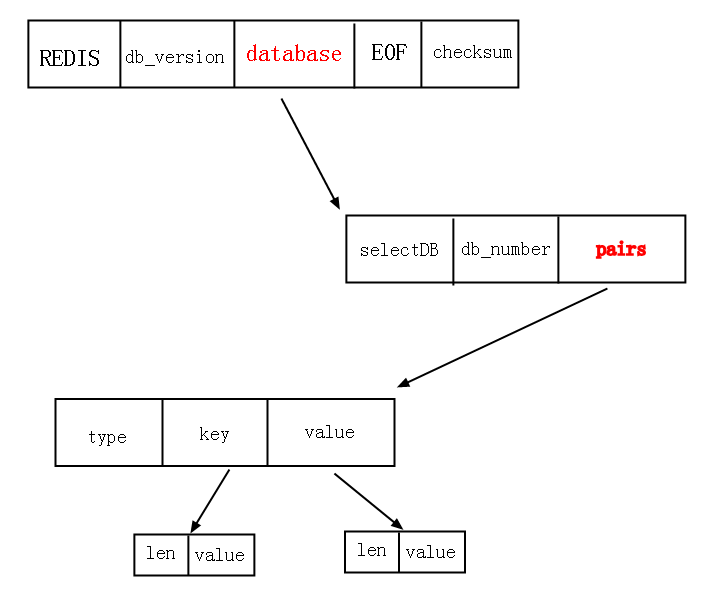 REDIS db_version database EOF checksum
selectDB db_number pairs
type key value
len value len value